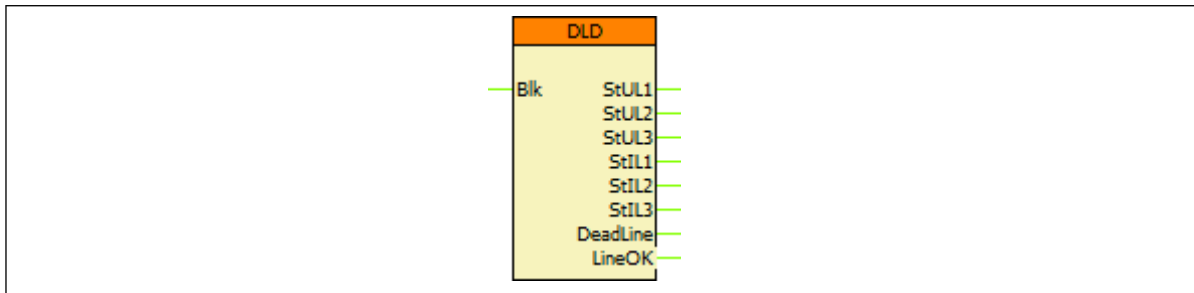 DLD
Blk StUL1
StUL2
StUL3
StIL1
StIL2
StIL3
DeadLine
LineOK